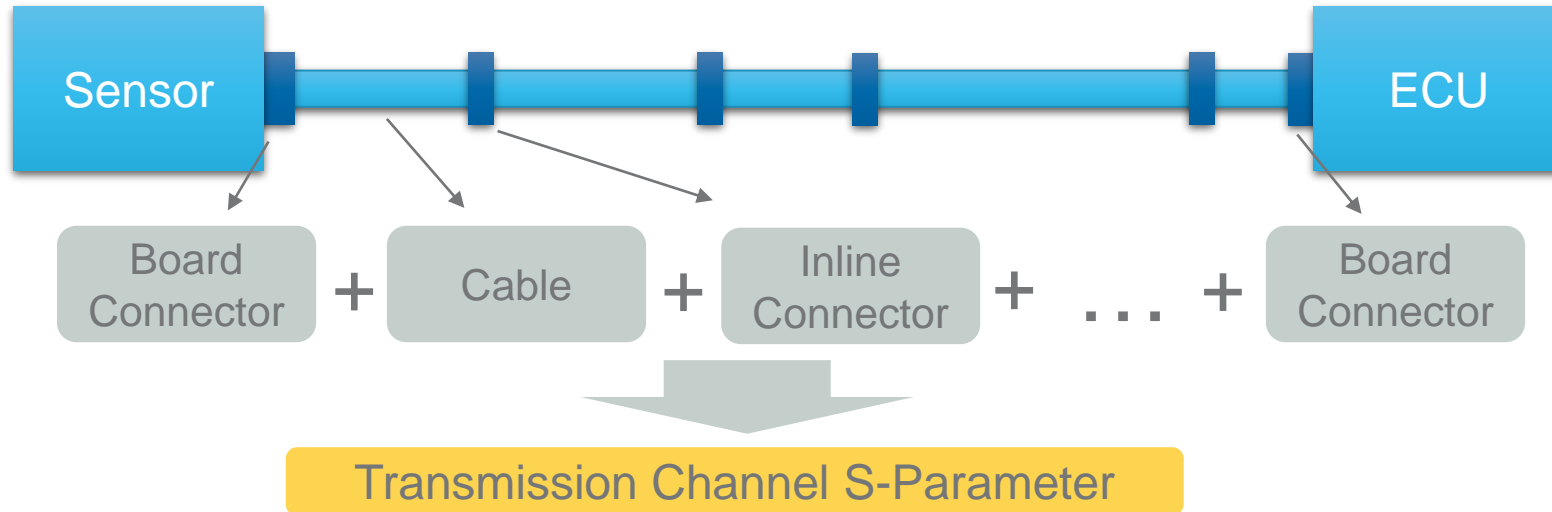 Sensor
ECU
Board
Connector
+
Cable
+
Inline
Connector
+
...
+
Board
Connector
Transmission Channel S-Parameter